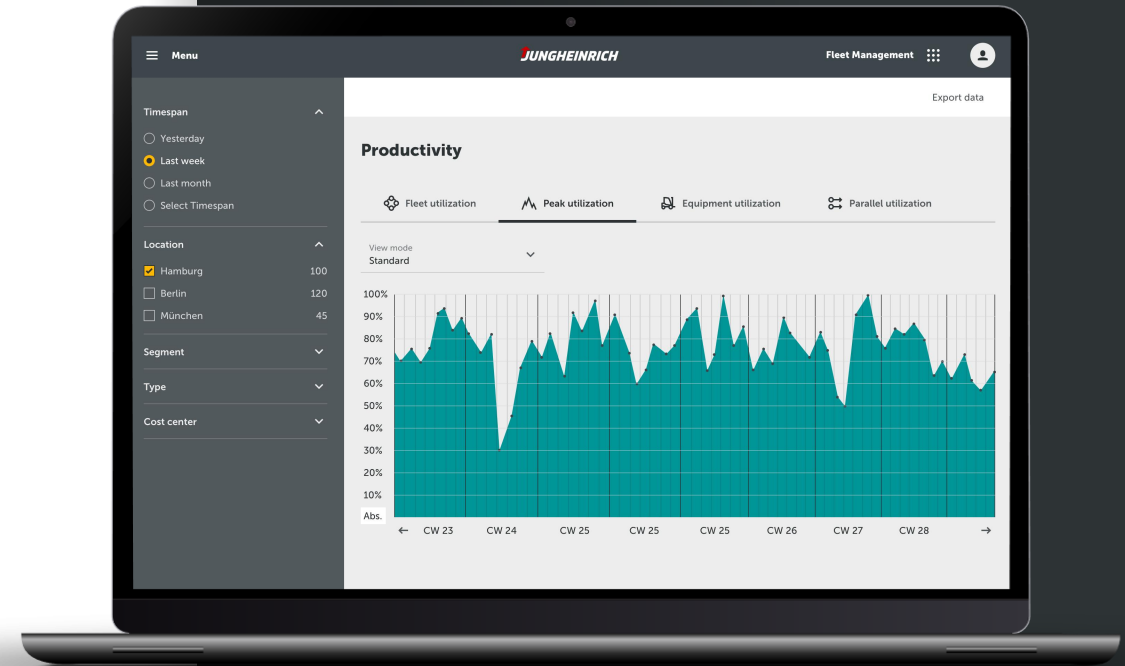 Menu
JUNGHEINRICH
Fleet Management
Export data
Timespan
Yesterday
Last week
Last month
Select Timespan
Location
Hamburg 100
Berlin 120
München 45
Segment
Type
Cost center
Productivity
Fleet utilization
Peak utilization
Equipment utilization
Parallel utilization
View mode
Standard
100%
90%
80%
70%
60%
50%
40%
30%
20%
10%
Abs.
CW 23 CW 24 CW 25 CW 25 CW 25 CW 26 CW 27 CW 28